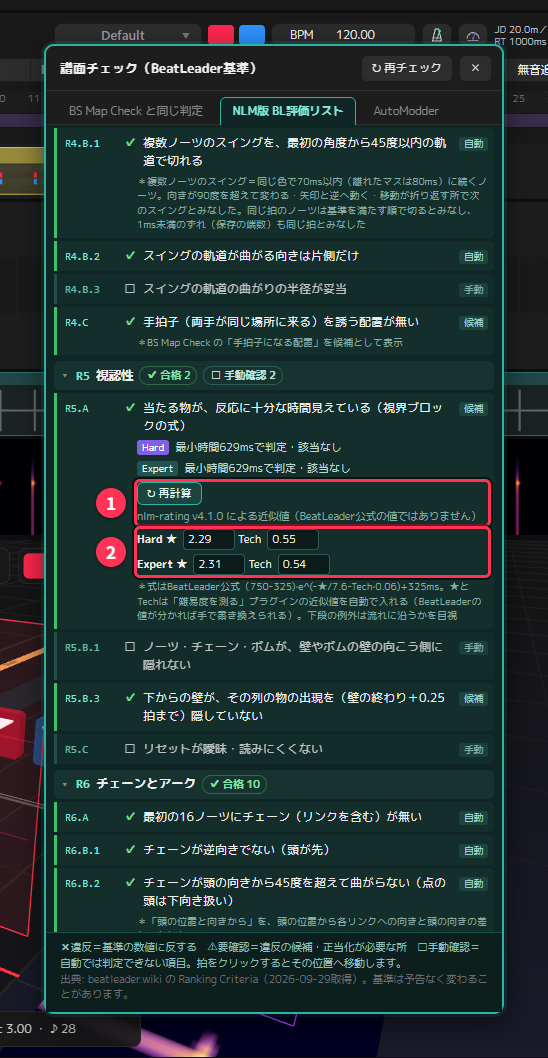 Default
BPM 120.00
JD 20.0m／
RT 1000ms
譜面チェック（BeatLeader基準）
↻ 再チェック
×
無音追
0
11
25
BS Map Check と同じ判定
NLM版 BL評価リスト
AutoModder
R4.B.1 ✓ 複数ノーツのスイングを、最初の角度から45度以内の軌 自動
道で切れる
＊複数ノーツのスイング＝同じ色で70ms以内（離れたマスは80ms）に続くノ
ーツ。向きが90度を超えて変わる・矢印と逆へ動く・移動が折り返す所で次
のスイングとみなした。同じ拍のノーツは基準を満たす順で切るとみなし、
1ms未満のずれ（保存の端数）も同じ拍とみなした
R4.B.2 ✓ スイングの軌道が曲がる向きは片側だけ 自動
R4.B.3 ☐ スイングの軌道の曲がりの半径が妥当 手動
R4.C ✓ 手拍子（両手が同じ場所に来る）を誘う配置が無い 候補
＊BS Map Check の「手拍子になる配置」を候補として表示
▾ R5 視認性 ✓ 合格 2 ☐ 手動確認 2
R5.A ✓ 当たる物が、反応に十分な時間見えている（視界ブロッ 候補
クの式）
Hard 最小時間629msで判定・該当なし
Expert 最小時間629msで判定・該当なし
1
↻ 再計算
nlm-rating v4.1.0 による近似値（BeatLeader公式の値ではありません）
2
Hard ★ 2.29 Tech 0.55
Expert ★ 2.31 Tech 0.54
＊式はBeatLeader公式（750-325)·e^(-★/7.6-Tech·0.06)+325ms。★と
Techは「難易度を測る」プラグインの近似値を自動で入れる（BeatLeaderの
値が分かれば手で書き換えられる）。下段の例外は流れに沿うかを目視
R5.B.1 ☐ ノーツ・チェーン・ボムが、壁やボムの壁の向こう側に 手動
隠れない
R5.B.3 ✓ 下からの壁が、その列の物の出現を（壁の終わり＋0.25 候補
拍まで）隠していない
R5.C ☐ リセットが曖昧・読みにくくない 手動
▾ R6 チェーンとアーク ✓ 合格 10
R6.A ✓ 最初の16ノーツにチェーン（リンクを含む）が無い 自動
R6.B.1 ✓ チェーンが逆向きでない（頭が先） 自動
R6.B.2 ✓ チェーンが頭の向きから45度を超えて曲がらない（点の 自動
頭は下向き扱い）
＊「頭の位置と向きから」を、頭の位置から各リンクへの向きと頭の向きの差
✕違反＝基準の数値に反する ⚠要確認＝違反の候補・正当化が必要な所 ☐手動確認＝
自動では判定できない項目。拍をクリックするとその位置へ移動します。
出典: beatleader.wiki の Ranking Criteria（2026-09-29取得）。基準は予告なく変わるこ
とがあります。
3.00 · ♪ 28